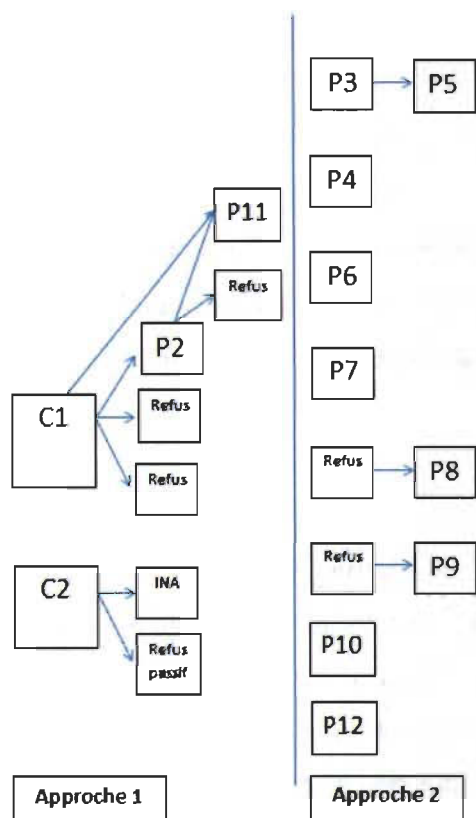 P3
P5
P4
P11
P6
Refus
P2
P7
C1
Refus
Refus
Refus
P8
Refus
P9
C2
INA
Refus
passif
P10
P12
Approche 1
Approche 2